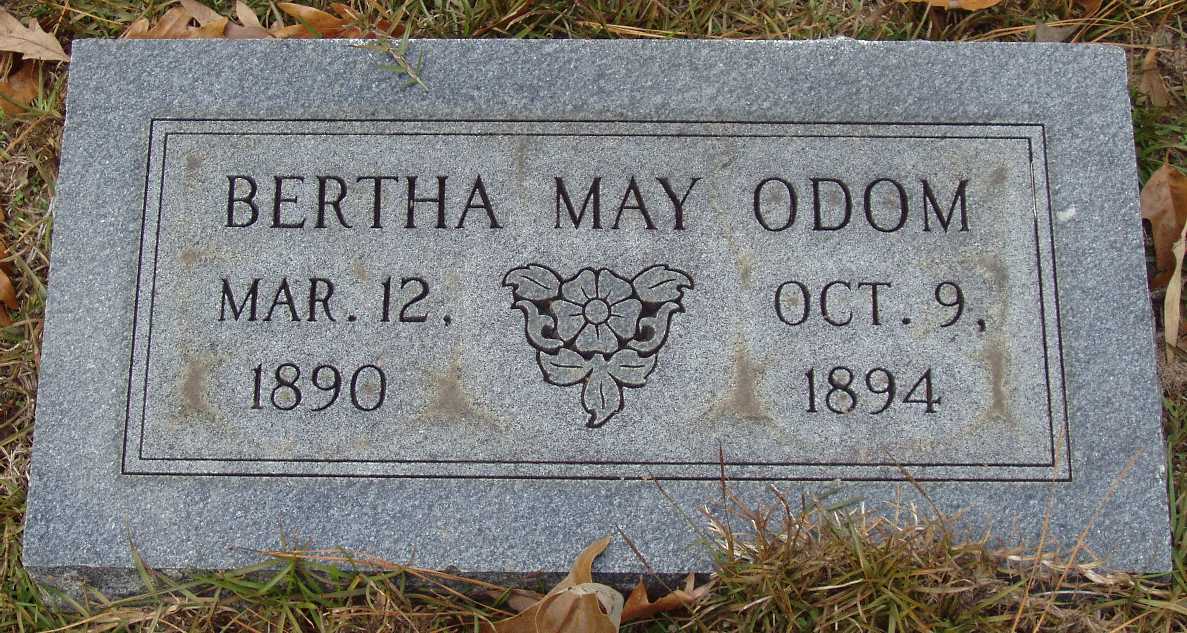 BERTHA MAY ODOM
MAR. 12, OCT. 9,
1890 1894